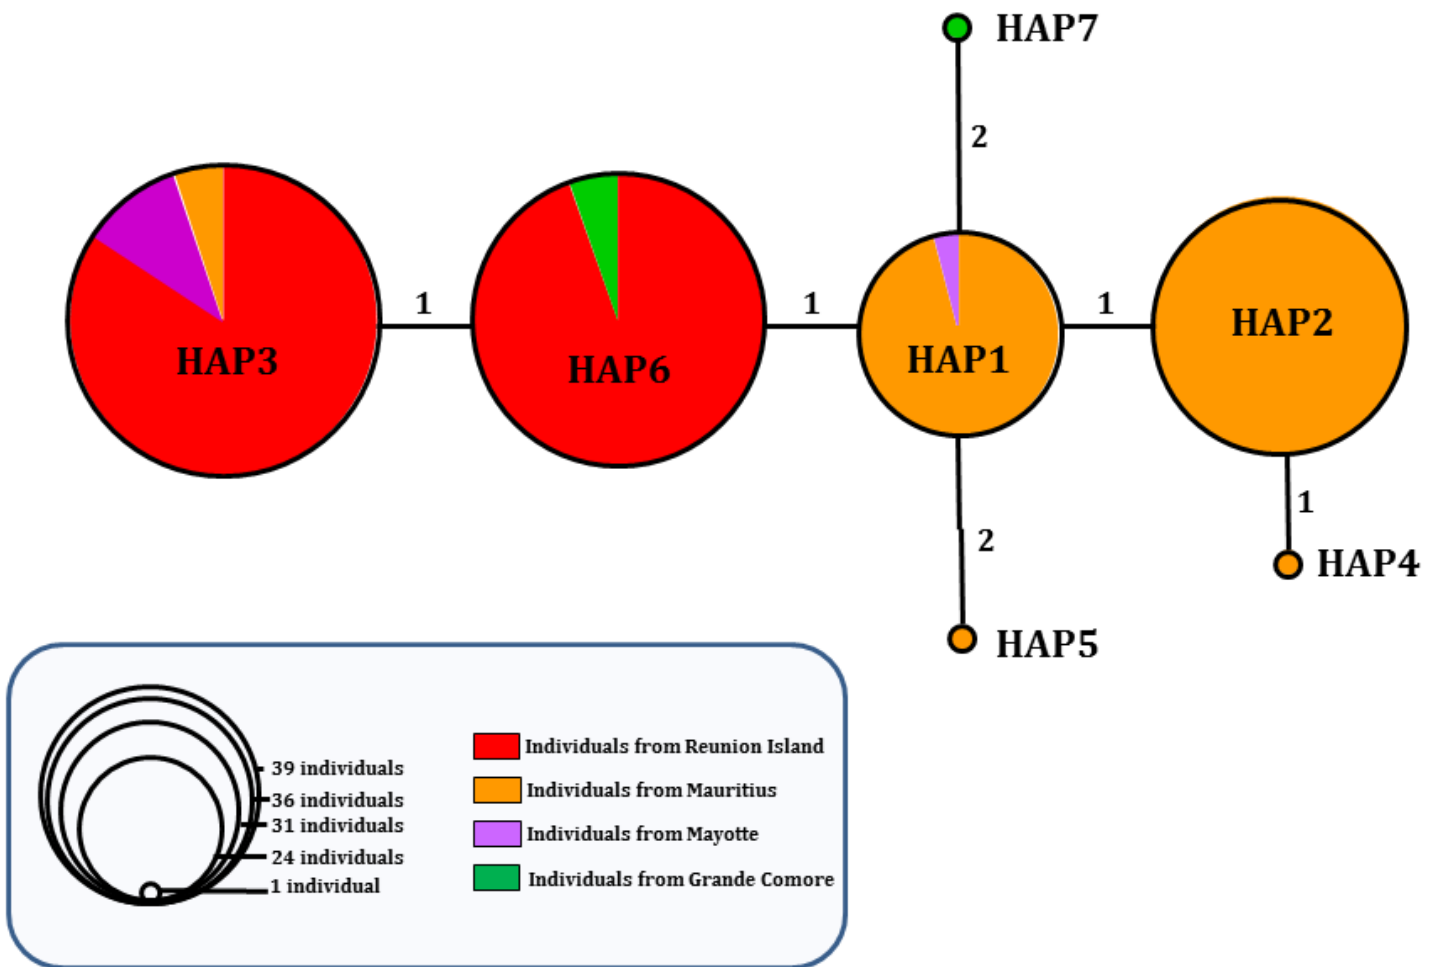 HAP7
2
HAP3
1
HAP6
1
HAP1
1
HAP2
2
1
HAP4
HAP5
39 individuals
36 individuals
31 individuals
24 individuals
1 individual
Individuals from Reunion Island
Individuals from Mauritius
Individuals from Mayotte
Individuals from Grande Comore